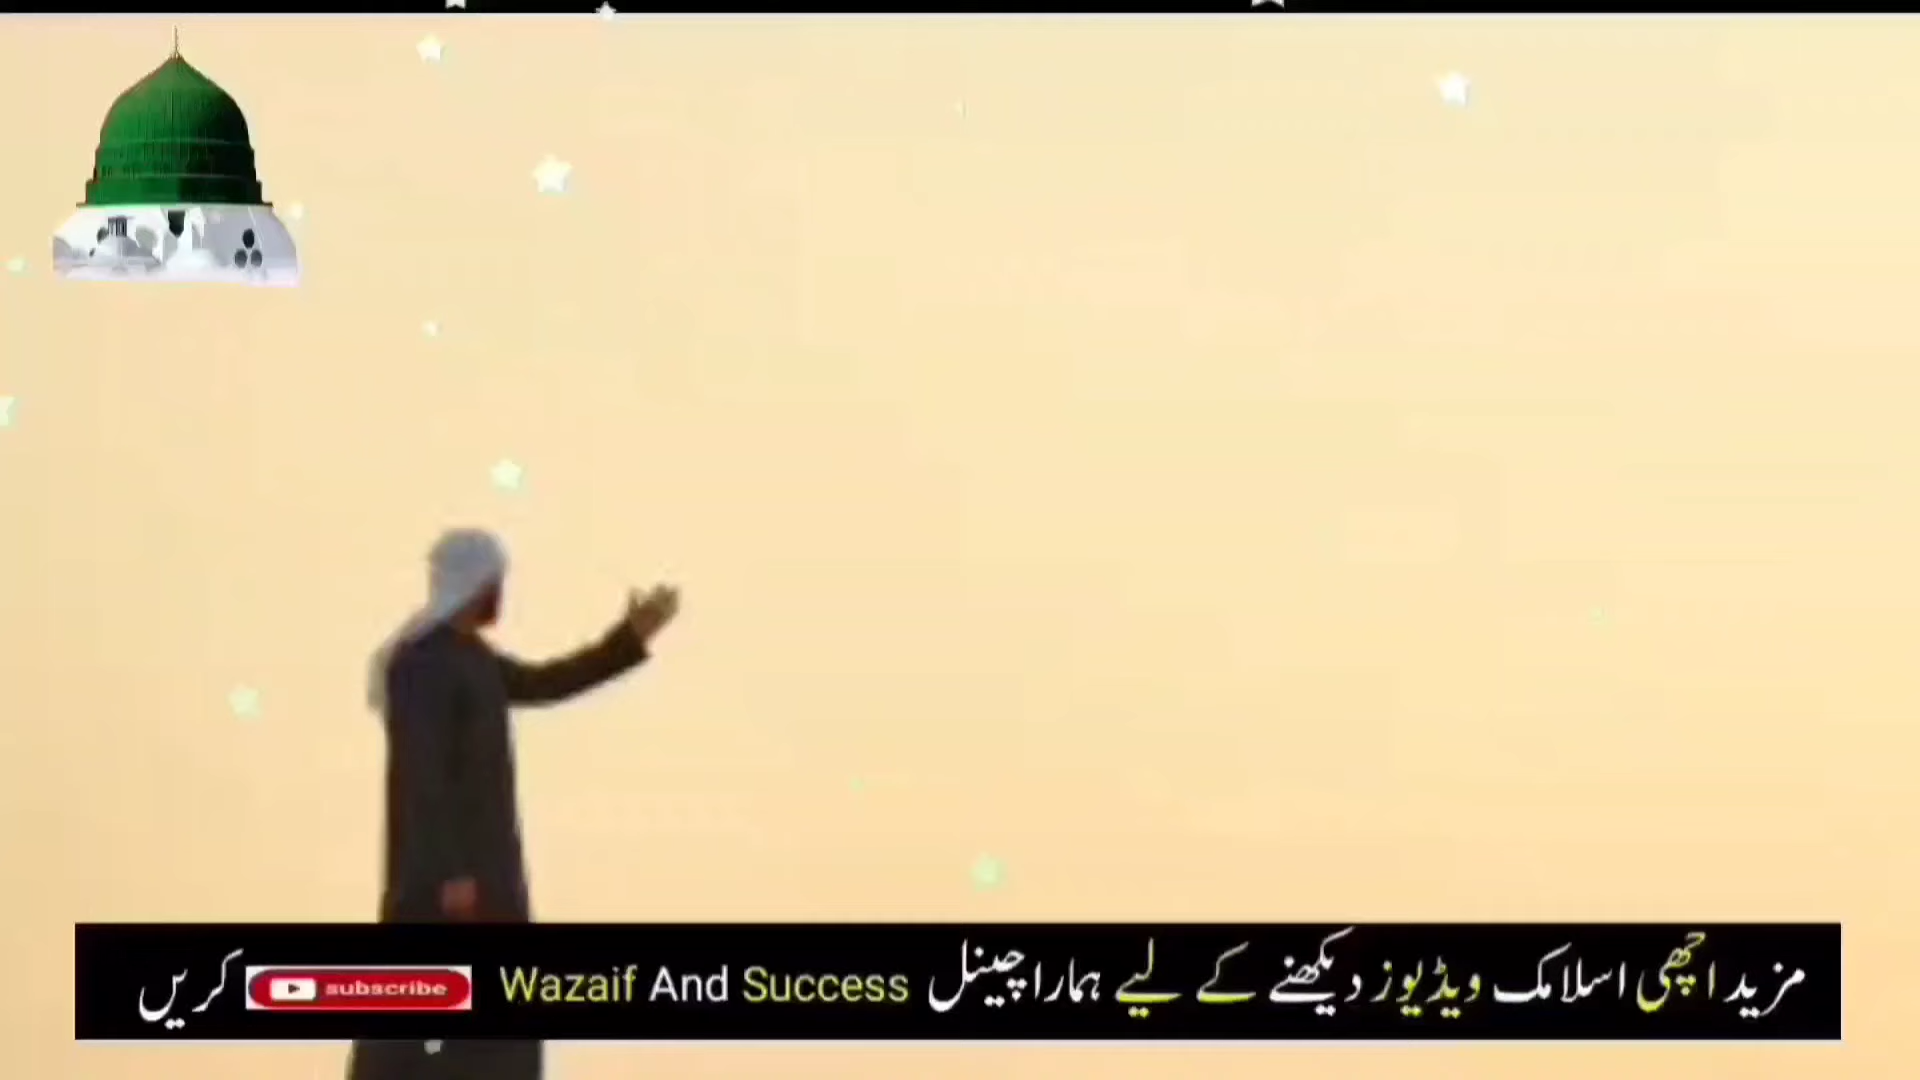 مزید اچھی اسلامک ویڈیوز دیکھنے کے لیے ہمارا چینل Wazaif And Success subscribe کریں